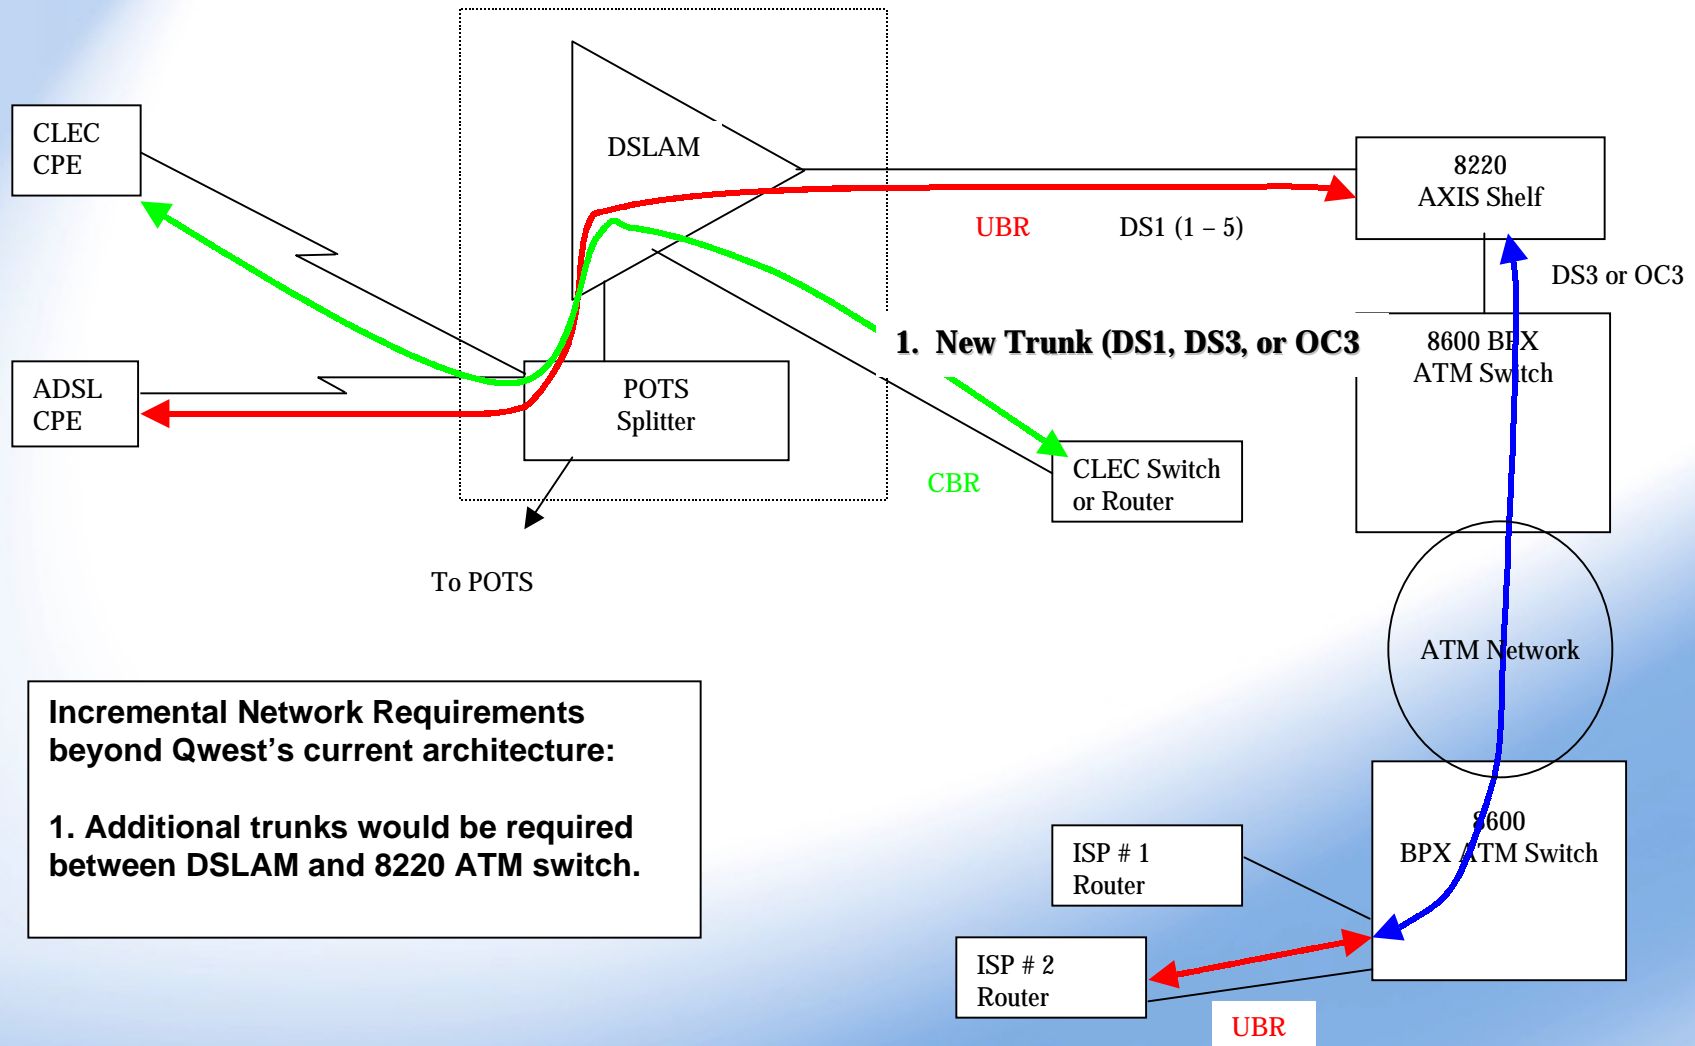 CLEC
CPE
DSLAM
8220
AXIS Shelf
UBR
DS1 (1 – 5)
DS3 or OC3
1. New Trunk (DS1, DS3, or OC3
8600 BPX
ATM Switch
ADSL
CPE
POTS
Splitter
CBR
CLEC Switch
or Router
To POTS
ATM Network
Incremental Network Requirements
beyond Qwest’s current architecture:
1. Additional trunks would be required
between DSLAM and 8220 ATM switch.
8600
BPX ATM Switch
ISP # 1
Router
ISP # 2
Router
UBR